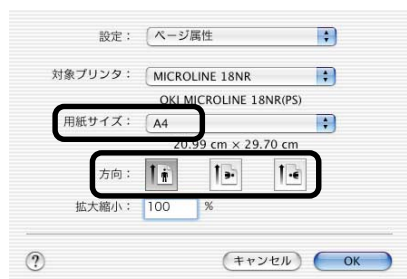 設定： ページ属性
対象プリンタ： MICROLINE 18NR
OKI MICROLINE 18NR(PS)
用紙サイズ： A4
20.99 cm × 29.70 cm
方向：
拡大縮小： 100 %
? キャンセル OK